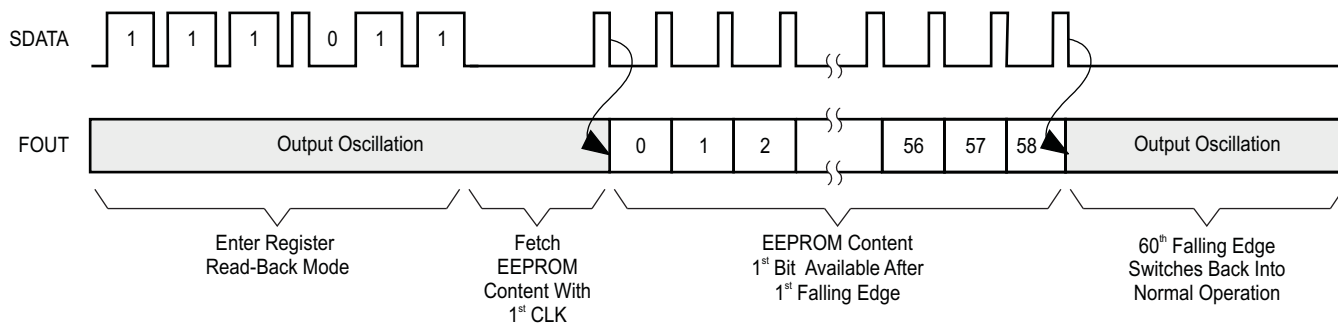 SDATA
1 1 1 0 1 1
FOUT
Output Oscillation
0 1 2 56 57 58
Output Oscillation
Enter Register
Read-Back Mode
Fetch
EEPROM
Content With
1st CLK
EEPROM Content
1st Bit Available After
1st Falling Edge
60th Falling Edge
Switches Back Into
Normal Operation